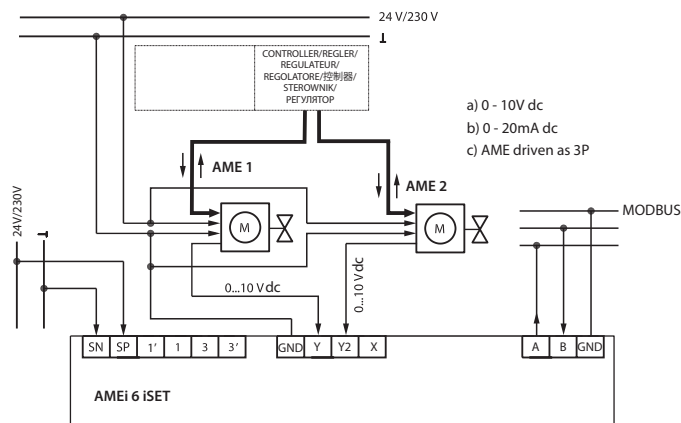 24 V/230 V
CONTROLLER/REGLER/
REGULATEUR/
REGOLATORE/控制器/
STEROWNIK/
РЕГУЛЯТОР
a) 0 - 10V dc
b) 0 - 20mA dc
c) AME driven as 3P
AME 1
AME 2
24V/230V
M
M
MODBUS
0...10 V dc
0...10 V dc
SN SP 1' 1 3 3' GND Y Y2 X A B GND
AMEi 6 iSET